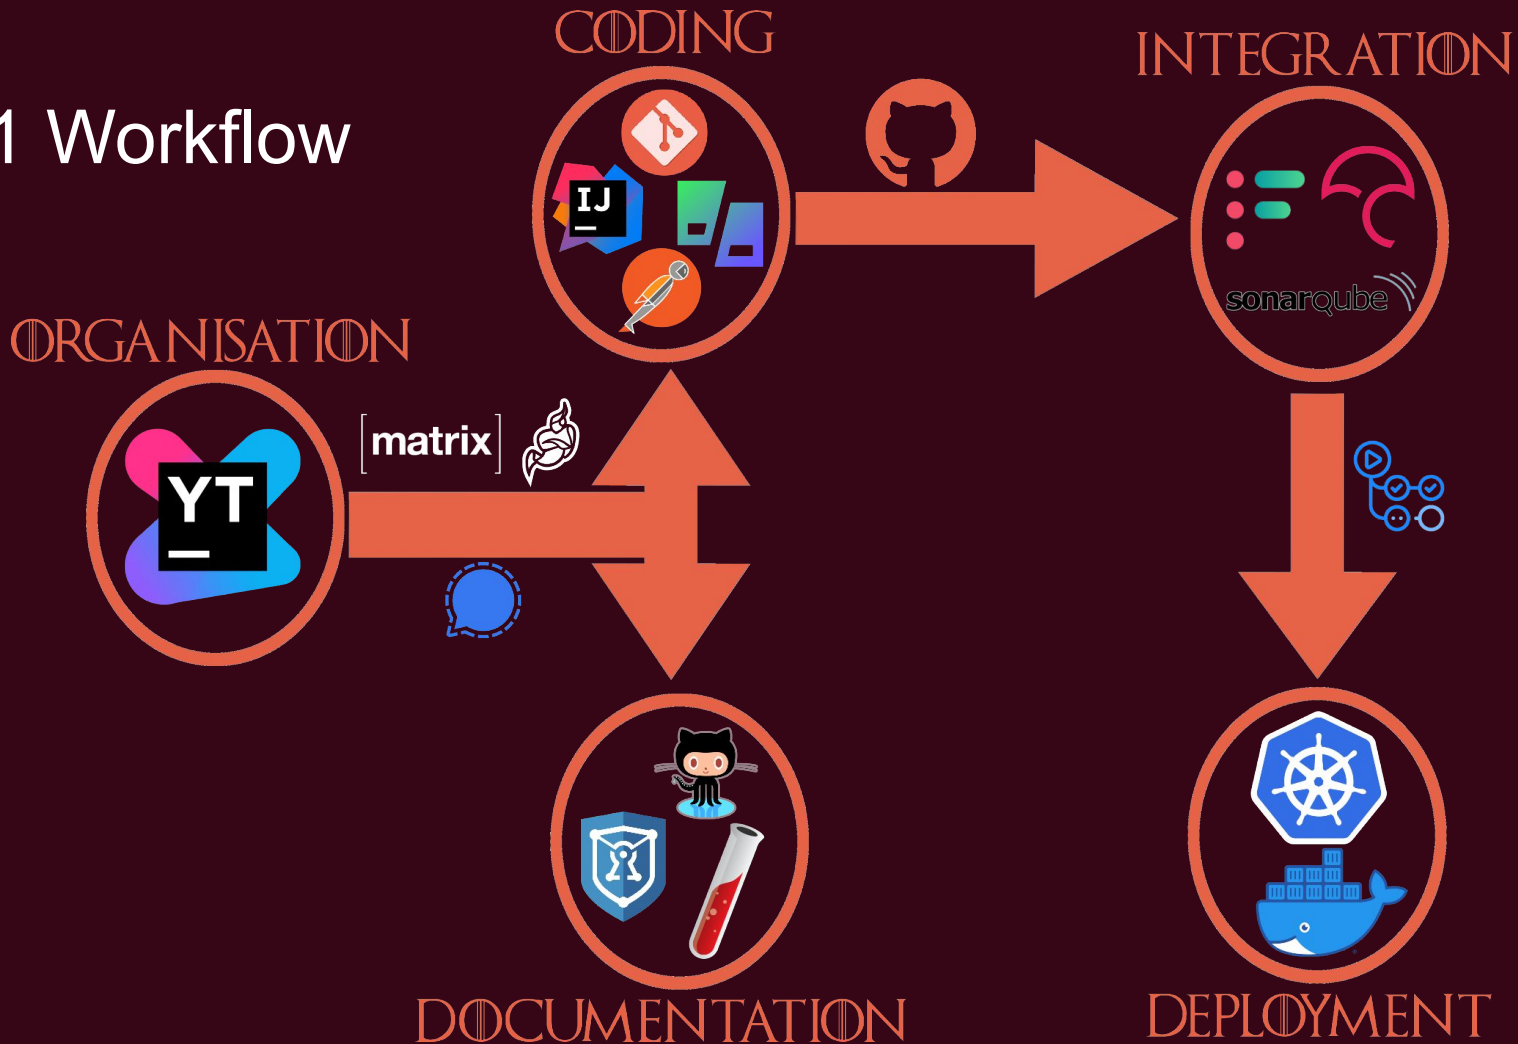 CODING
INTEGRATION
1 Workflow
IJ
sonarqube
ORGANISATION
[matrix]
YT
DOCUMENTATION
DEPLOYMENT